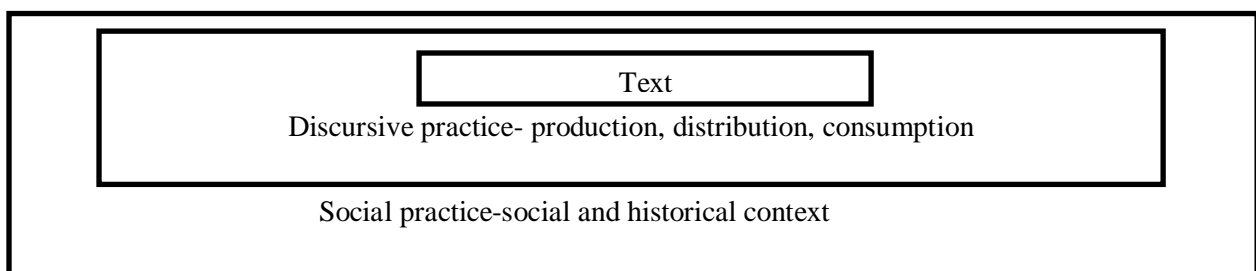 Text
Discursive practice- production, distribution, consumption
Social practice-social and historical context